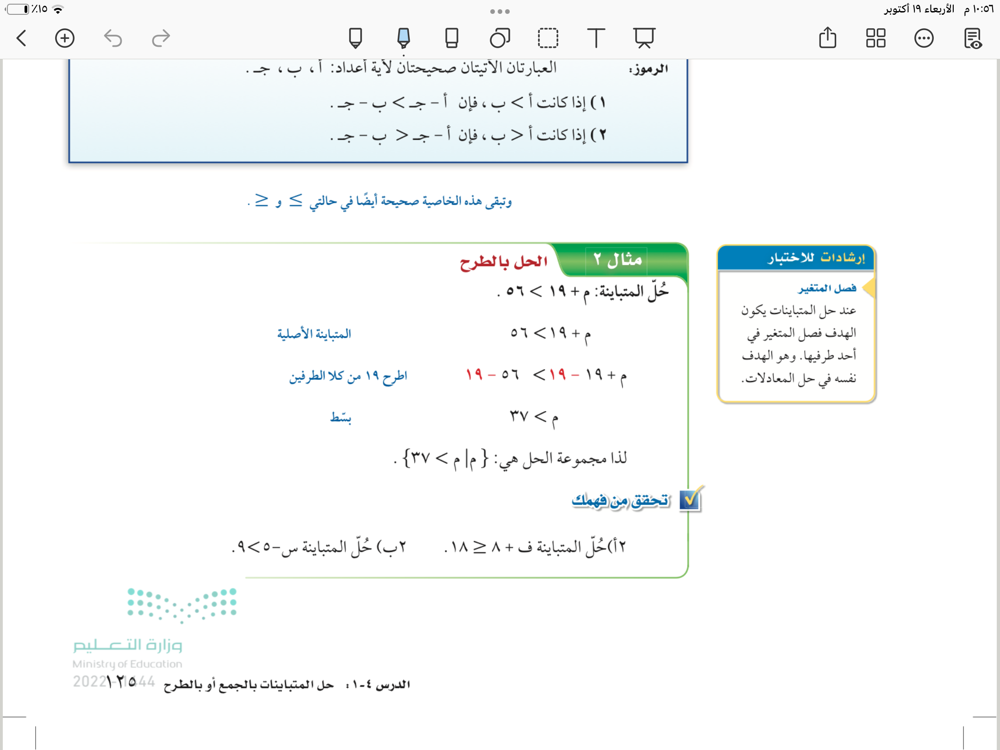 ١٠:٥٦ م الأربعاء ١٩ أكتوبر
٪١٥
الرموز: العبارتان الآتيتان صحيحتان لأية أعداد: أ ، ب ، جـ .
١) إذا كانت أ > ب ، فإن أ − جـ > ب − جـ .
٢) إذا كانت أ < ب ، فإن أ − جـ < ب − جـ .
وتبقى هذه الخاصية صحيحة أيضًا في حالتي ≥ و ≤ .
إرشادات للاختبار
فصل المتغير
عند حل المتباينات يكون
الهدف فصل المتغير في
أحد طرفيها. وهو الهدف
نفسه في حل المعادلات.
مثال ٢ الحل بالطرح
حُلّ المتباينة: م + ١٩ > ٥٦ .
م + ١٩ > ٥٦ المتباينة الأصلية
م + ١٩ − ١٩ > ٥٦ − ١٩ اطرح ١٩ من كلا الطرفين
م > ٣٧ بسّط
لذا مجموعة الحل هي: {م | م > ٣٧} .
تحقق من فهمك
٢أ) حُلّ المتباينة ف + ٨ ≤ ١٨ . ٢ب) حُلّ المتباينة س − ٥ > ٩ .
وزارة التعليم
Ministry of Education
2022 - 1444
الدرس ٤-١ : حل المتباينات بالجمع أو بالطرح ١٢٥